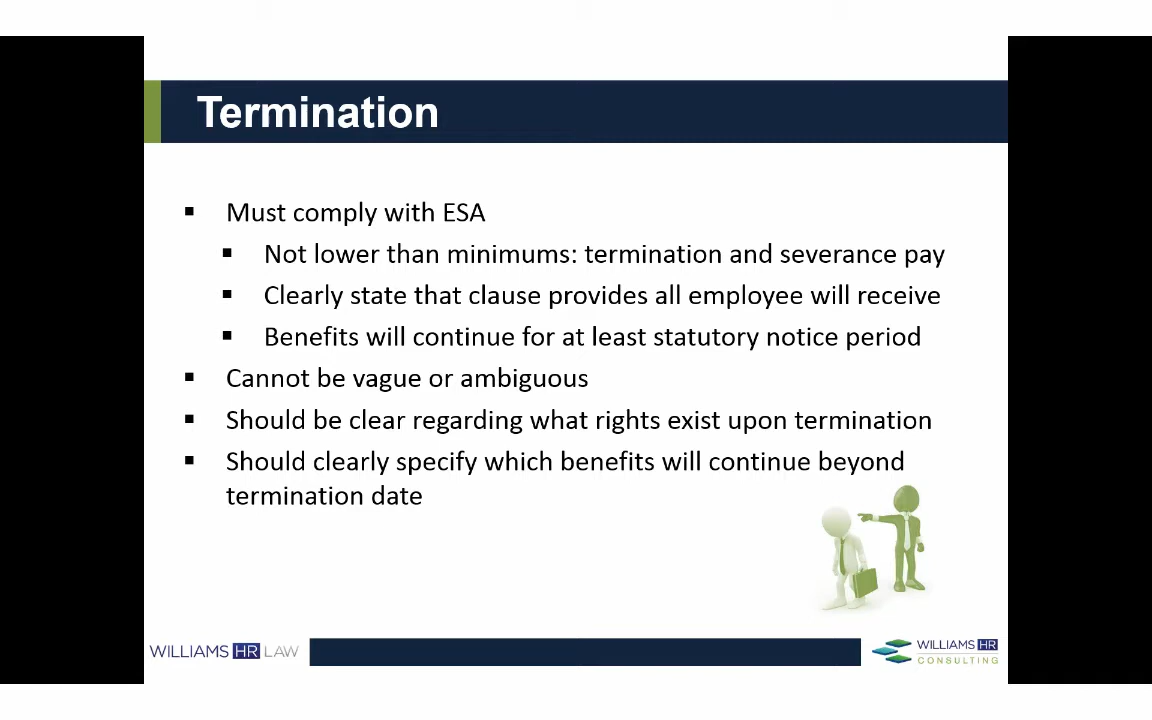 Termination
▪ Must comply with ESA
▪ Not lower than minimums: termination and severance pay
▪ Clearly state that clause provides all employee will receive
▪ Benefits will continue for at least statutory notice period
▪ Cannot be vague or ambiguous
▪ Should be clear regarding what rights exist upon termination
▪ Should clearly specify which benefits will continue beyond
termination date
WILLIAMS HR LAW
WILLIAMS HR
CONSULTING